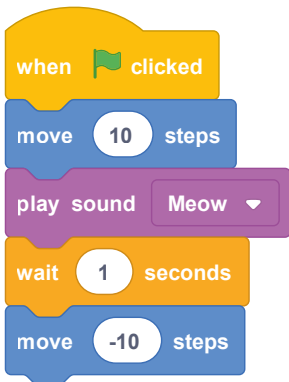 when clicked
move 10 steps
play sound Meow
wait 1 seconds
move -10 steps